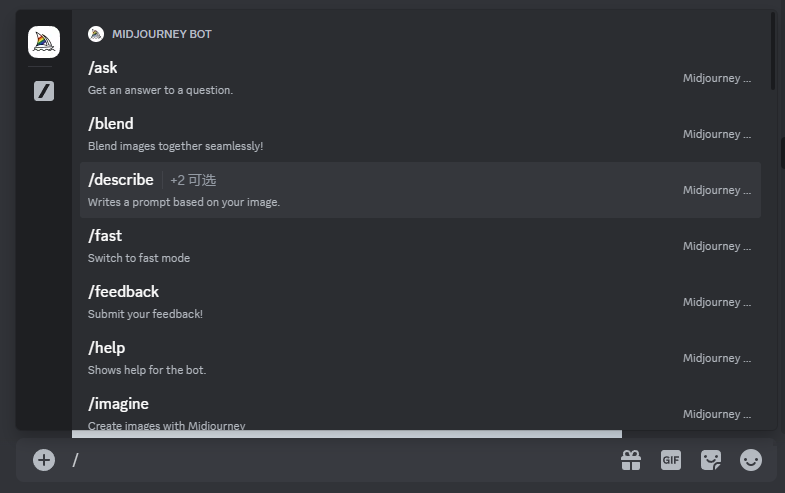 MIDJOURNEY BOT
/ask
Get an answer to a question.
Midjourney ...
/blend
Blend images together seamlessly!
Midjourney ...
/describe +2 可选
Writes a prompt based on your image.
Midjourney ...
/fast
Switch to fast mode
Midjourney ...
/feedback
Submit your feedback!
Midjourney ...
/help
Shows help for the bot.
Midjourney ...
/imagine
Create images with Midjourney
Midjourney ...
/
GIF